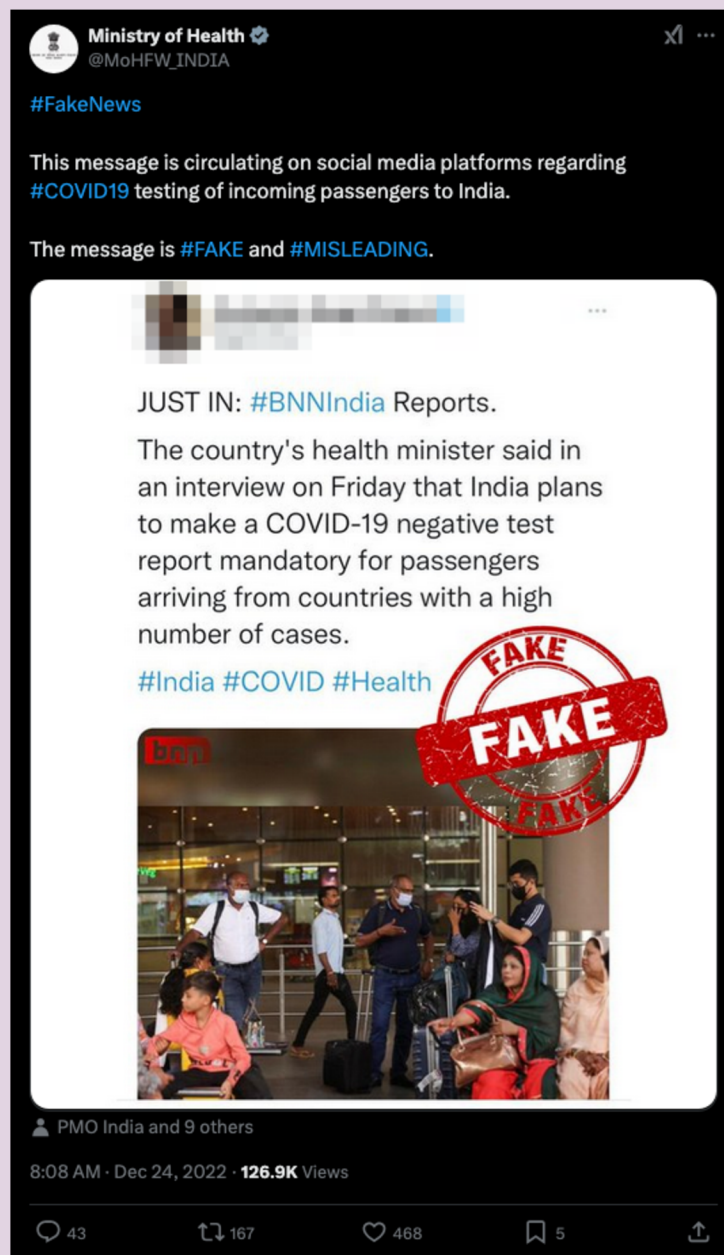 Ministry of Health
@MoHFW_INDIA
#FakeNews
This message is circulating on social media platforms regarding
#COVID19 testing of incoming passengers to India.
The message is #FAKE and #MISLEADING.
JUST IN: #BNNIndia Reports.
The country's health minister said in
an interview on Friday that India plans
to make a COVID-19 negative test
report mandatory for passengers
arriving from countries with a high
number of cases.
#India #COVID #Health
FAKE
FAKE
FAKE
bnn
PMO India and 9 others
8:08 AM · Dec 24, 2022 · 126.9K Views
43 167 468 5